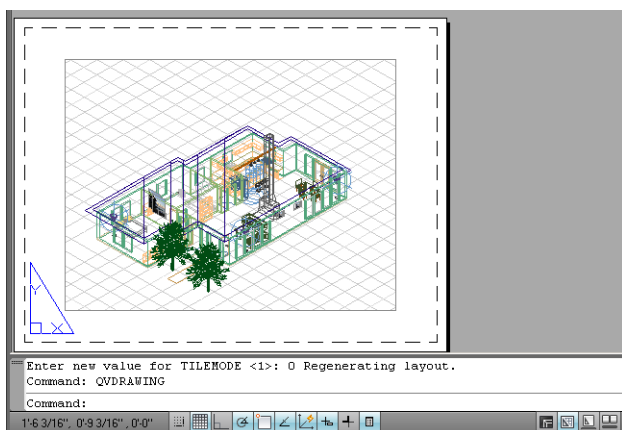 Y
X
Enter new value for TILEMODE <1>: 0 Regenerating layout.
Command: QVDRAWING
Command:
1'-6 3/16", 0'-9 3/16" , 0'-0"